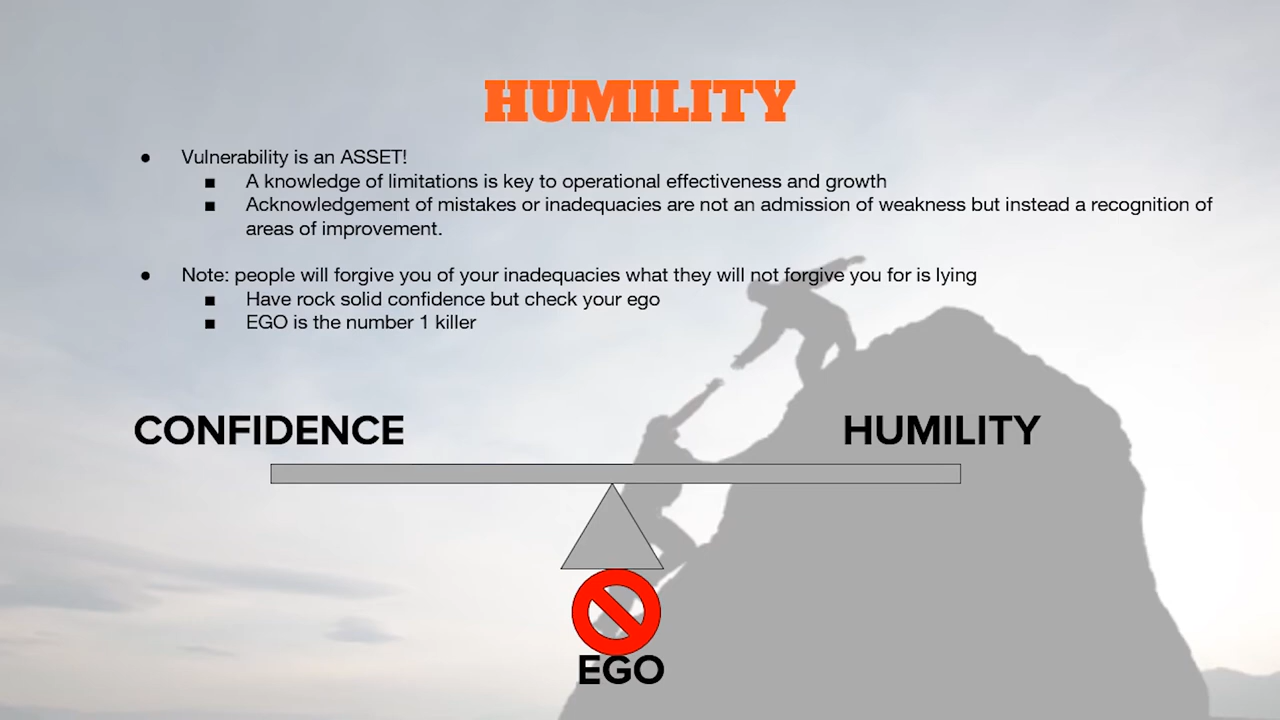 HUMILITY
● Vulnerability is an ASSET!
■ A knowledge of limitations is key to operational effectiveness and growth
■ Acknowledgement of mistakes or inadequacies are not an admission of weakness but instead a recognition of
areas of improvement.
● Note: people will forgive you of your inadequacies what they will not forgive you for is lying
■ Have rock solid confidence but check your ego
■ EGO is the number 1 killer
CONFIDENCE HUMILITY
EGO